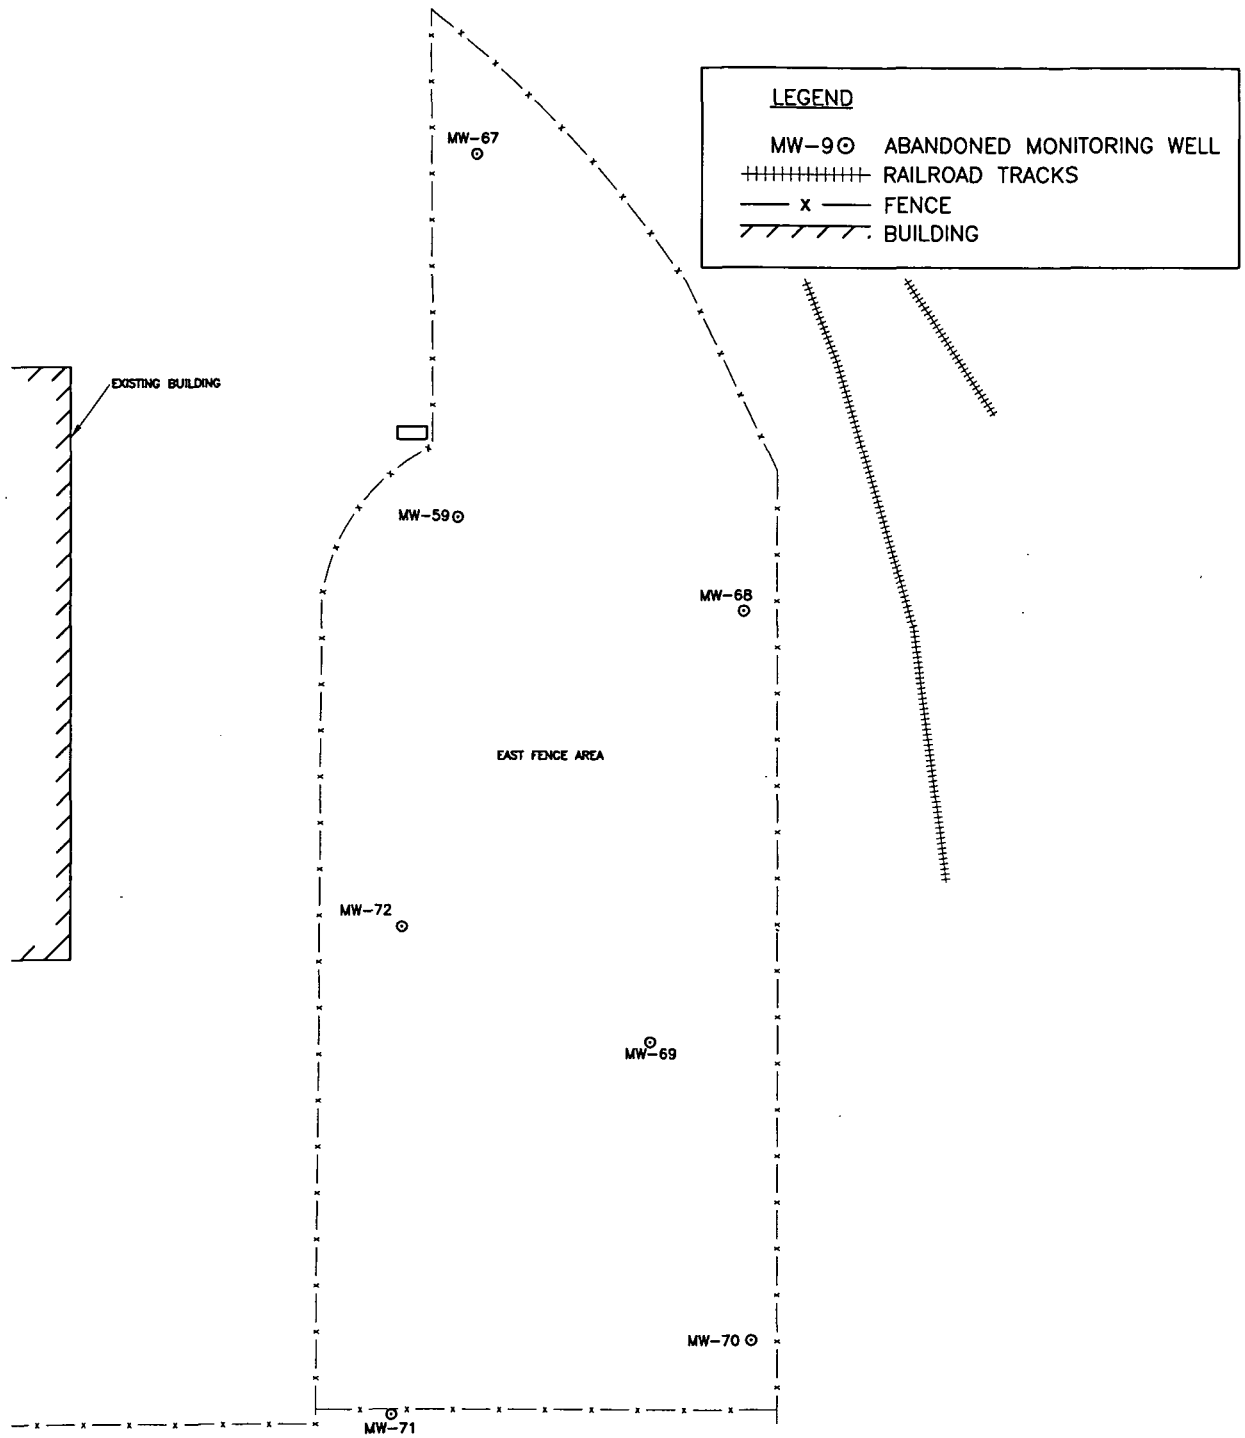 LEGEND
MW-9 ABANDONED MONITORING WELL
RAILROAD TRACKS
X FENCE
BUILDING
MW-67
EXISTING BUILDING
MW-59
MW-68
EAST FENCE AREA
MW-72
MW-69
MW-70
MW-71